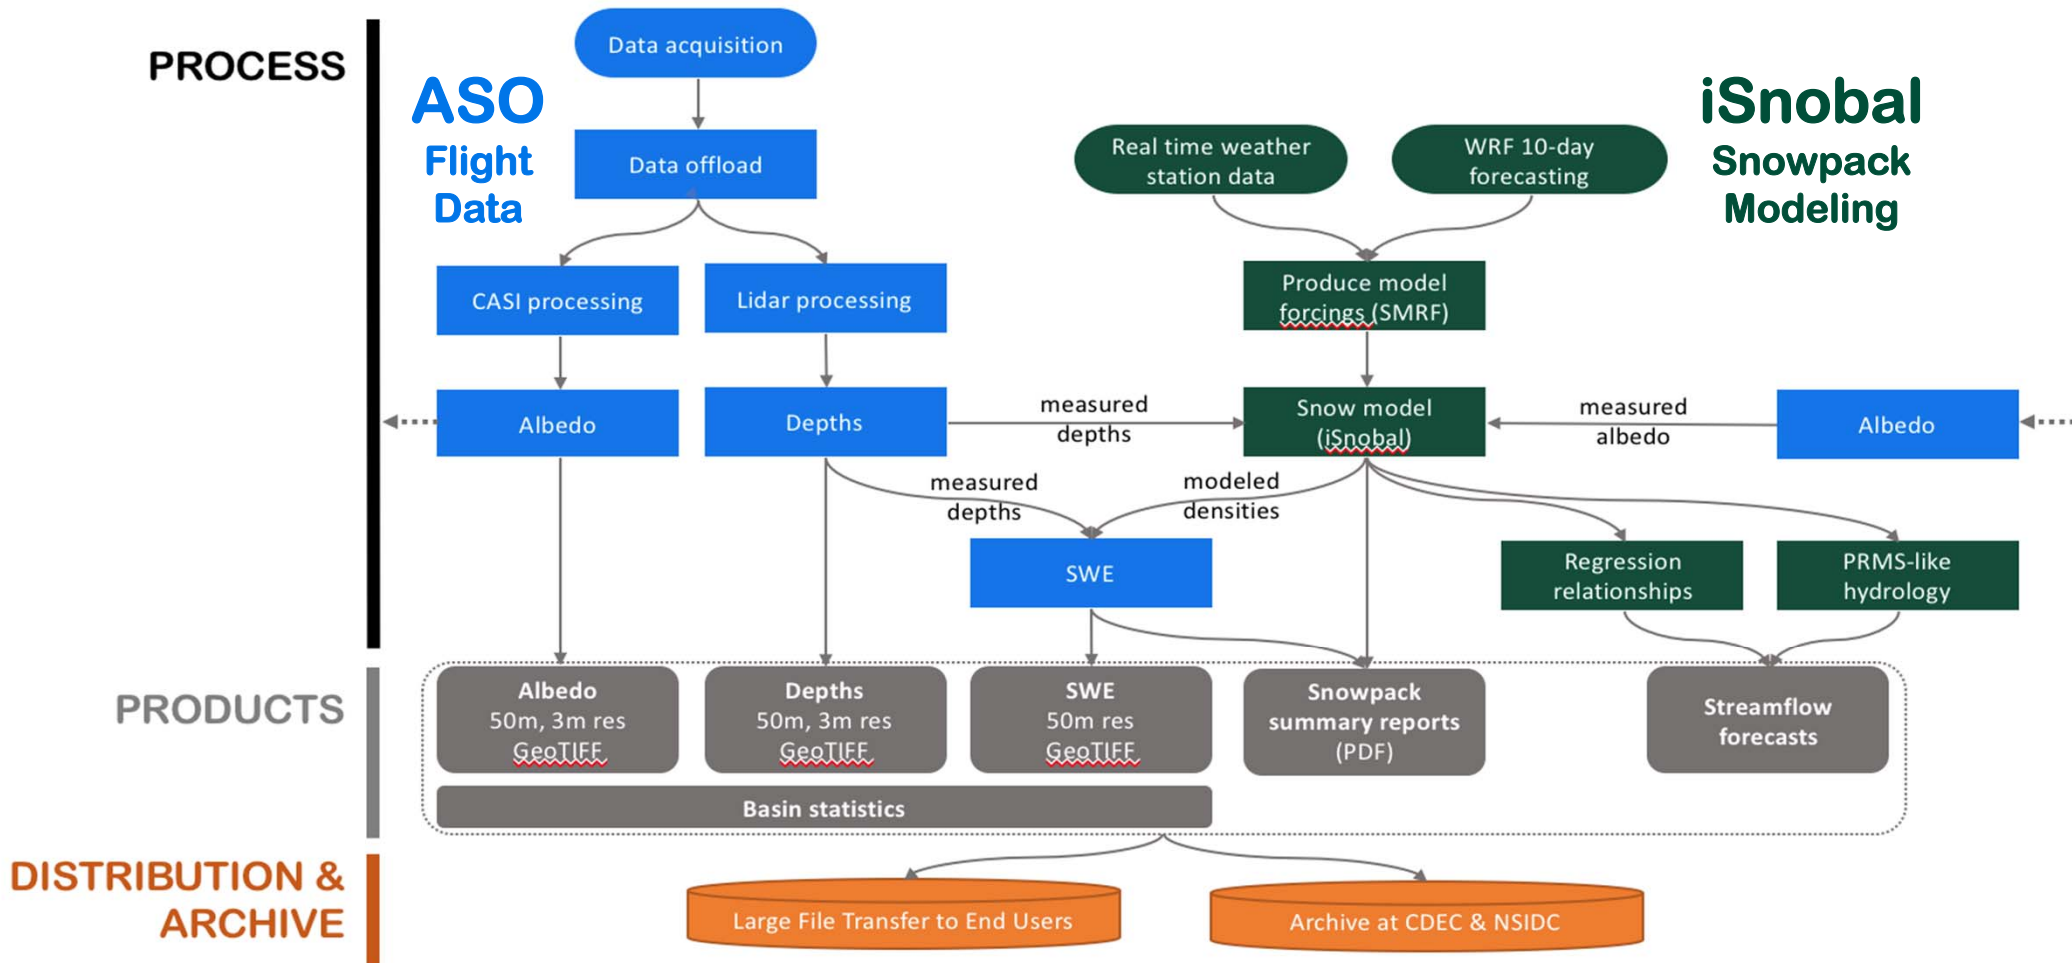 PROCESS
ASO
Flight
Data
Data acquisition
Data offload
CASI processing
Lidar processing
Albedo
Depths
measured
depths
Real time weather
station data
WRF 10-day
forecasting
iSnobal
Snowpack
Modeling
Produce model
forcings (SMRF)
Snow model
(iSnobal)
measured
albedo
Albedo
measured
depths
modeled
densities
SWE
Regression
relationships
PRMS-like
hydrology
PRODUCTS
Albedo
50m, 3m res
GeoTIFF
Depths
50m, 3m res
GeoTIFF
SWE
50m res
GeoTIFF
Snowpack
summary reports
(PDF)
Streamflow
forecasts
Basin statistics
DISTRIBUTION &
ARCHIVE
Large File Transfer to End Users
Archive at CDEC & NSIDC